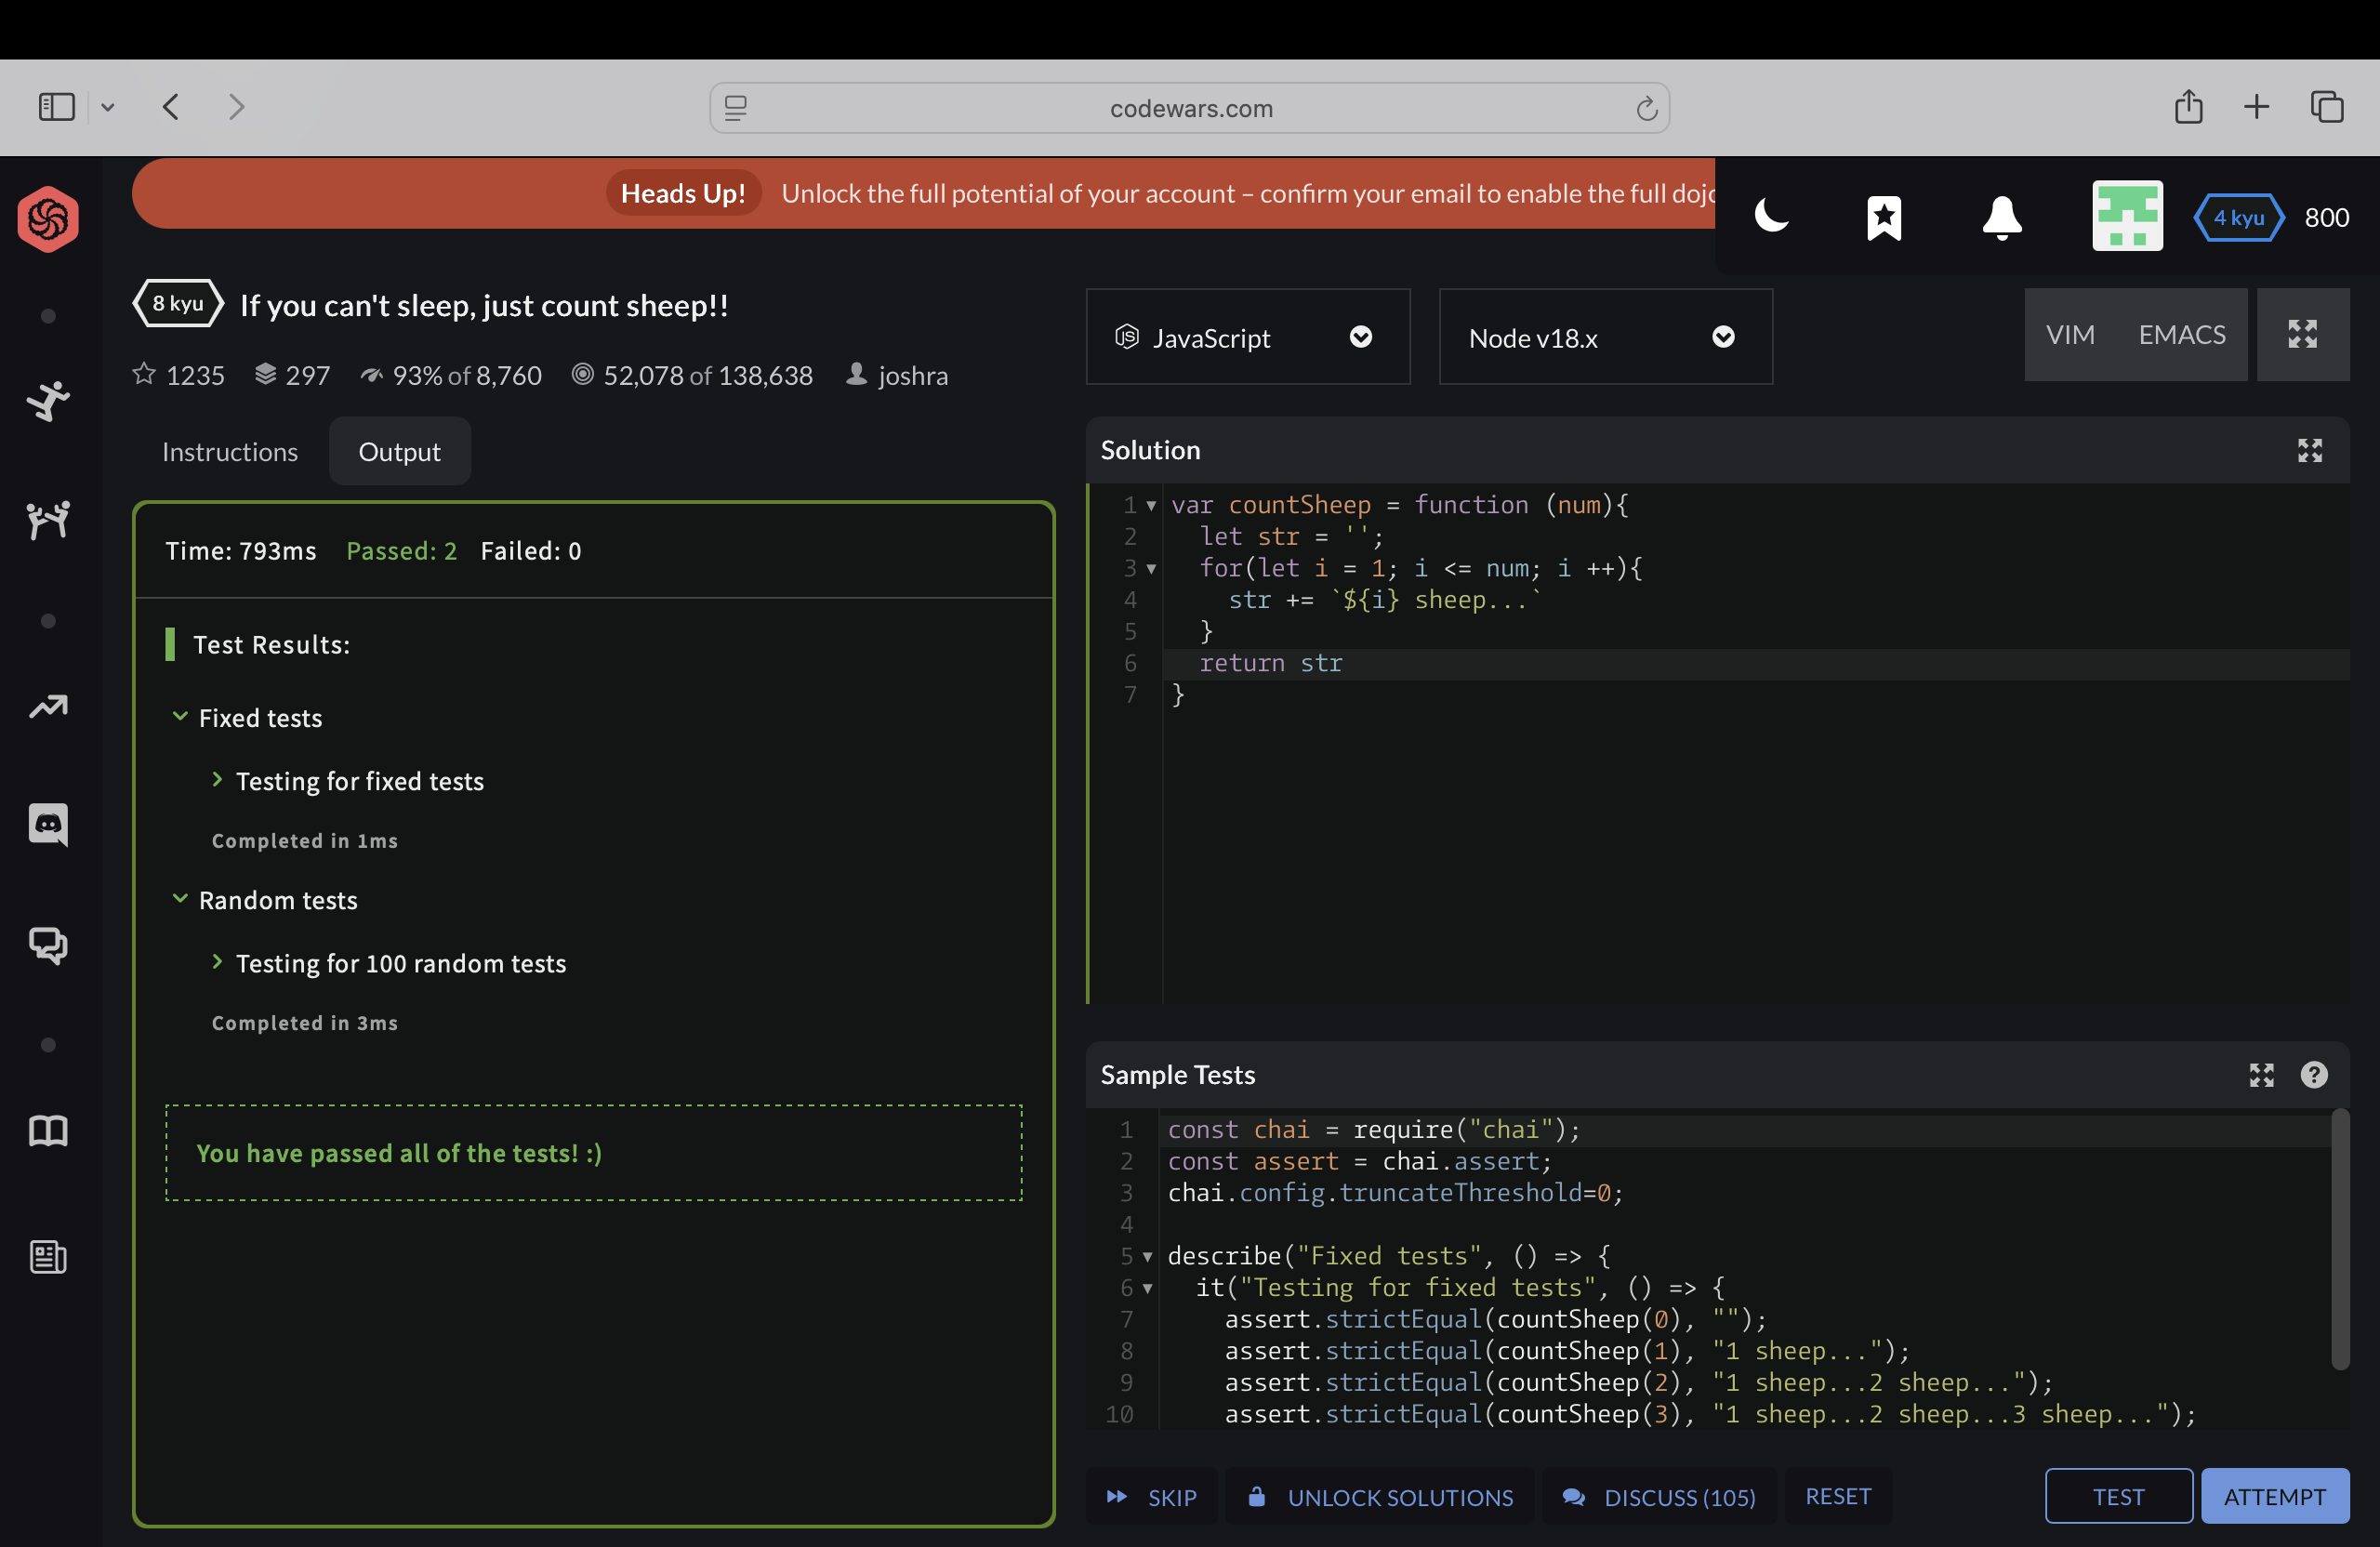 codewars.com
Heads Up! Unlock the full potential of your account – confirm your email to enable the full dojo
4 kyu 800
8 kyu If you can't sleep, just count sheep!!
1235 297 93% of 8,760 52,078 of 138,638 joshra
JavaScript
Node v18.x
VIM EMACS
Instructions Output
Time: 793ms Passed: 2 Failed: 0
Test Results:
Fixed tests
Testing for fixed tests
Completed in 1ms
Random tests
Testing for 100 random tests
Completed in 3ms
You have passed all of the tests! :)
Solution
1 var countSheep = function (num){
2 let str = '';
3 for(let i = 1; i <= num; i ++){
4 str += `${i} sheep...`
5 }
6 return str
7 }
Sample Tests
1 const chai = require("chai");
2 const assert = chai.assert;
3 chai.config.truncateThreshold=0;
4
5 describe("Fixed tests", () => {
6 it("Testing for fixed tests", () => {
7 assert.strictEqual(countSheep(0), "");
8 assert.strictEqual(countSheep(1), "1 sheep...");
9 assert.strictEqual(countSheep(2), "1 sheep...2 sheep...");
10 assert.strictEqual(countSheep(3), "1 sheep...2 sheep...3 sheep...");
SKIP UNLOCK SOLUTIONS DISCUSS (105) RESET TEST ATTEMPT